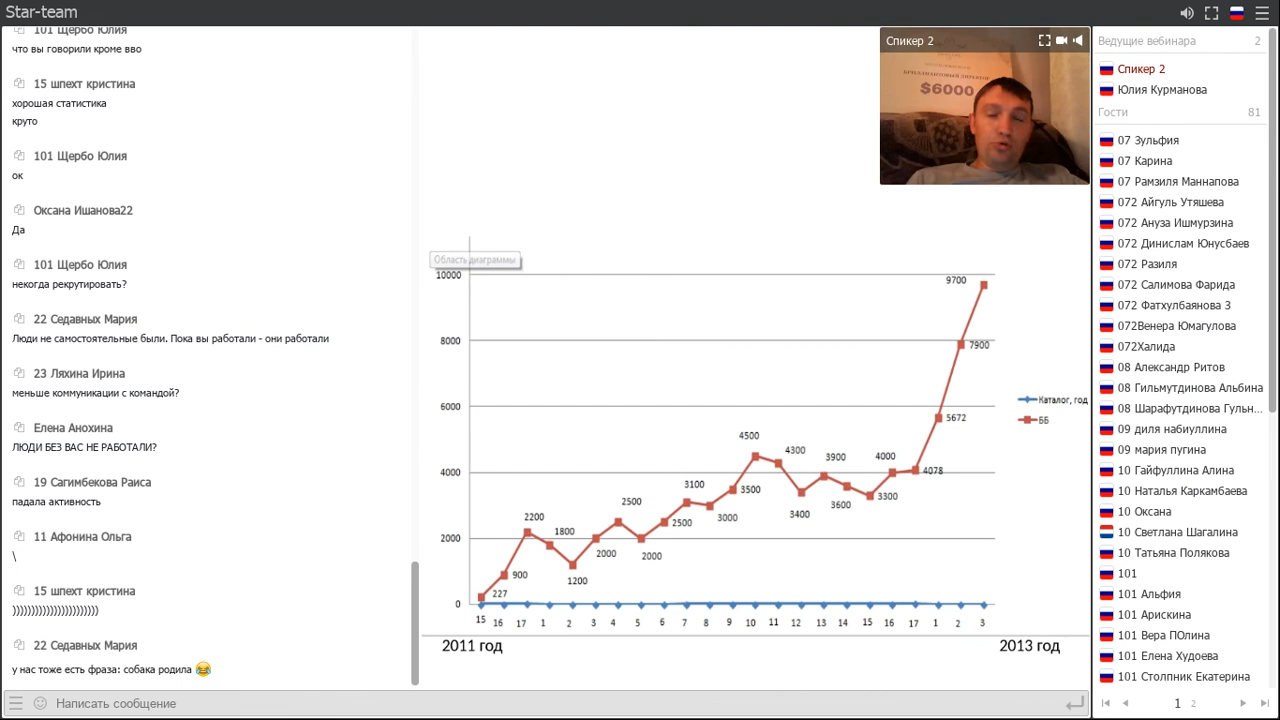 Star-team
101 Щербо Юлия
что вы говорили кроме вво
15 шпехт кристина
хорошая статистика
круто
101 Щербо Юлия
ок
Оксана Ишанова22
Да
101 Щербо Юлия
некогда рекрутировать?
22 Седавных Мария
Люди не самостоятельные были. Пока вы работали - они работали
23 Ляхина Ирина
меньше коммуникации с командой?
Елена Анохина
ЛЮДИ БЕЗ ВАС НЕ РАБОТАЛИ?
19 Сагимбекова Раиса
падала активность
11 Афонина Ольга
\
15 шпехт кристина
)))))))))))))))))))))))
22 Седавных Мария
у нас тоже есть фраза: собака родила 😂
Написать сообщение
Спикер 2
БРИЛЛИАНТОВЫЙ ДИРЕКТОР
$6000
Область диаграммы
10000
8000
6000
4000
2000
0
227
900
2200
1800
1200
2000
2500
2000
2500
3100
3000
3500
4500
4300
3400
3900
3600
3300
4000
4078
5672
7900
9700
15 16 17 1 2 3 4 5 6 7 8 9 10 11 12 13 14 15 16 17 1 2 3
2011 год
2013 год
Каталог, год
ББ
Ведущие вебинара 2
Спикер 2
Юлия Курманова
Гости 81
07 Зульфия
07 Карина
07 Рамзиля Маннапова
072 Айгуль Утяшева
072 Ануза Ишмурзина
072 Динислам Юнусбаев
072 Разиля
072 Салимова Фарида
072 Фатхулбаянова З
072Венера Юмагулова
072Халида
08 Александр Ритов
08 Гильмутдинова Альбина
08 Шарафутдинова Гульн...
09 диля набиуллина
09 мария пугина
10 Гайфуллина Алина
10 Наталья Каркамбаева
10 Оксана
10 Светлана Шагалина
10 Татьяна Полякова
101
101 Альфия
101 Арискина
101 Вера ПОлина
101 Елена Худоева
101 Столпник Екатерина
1 2